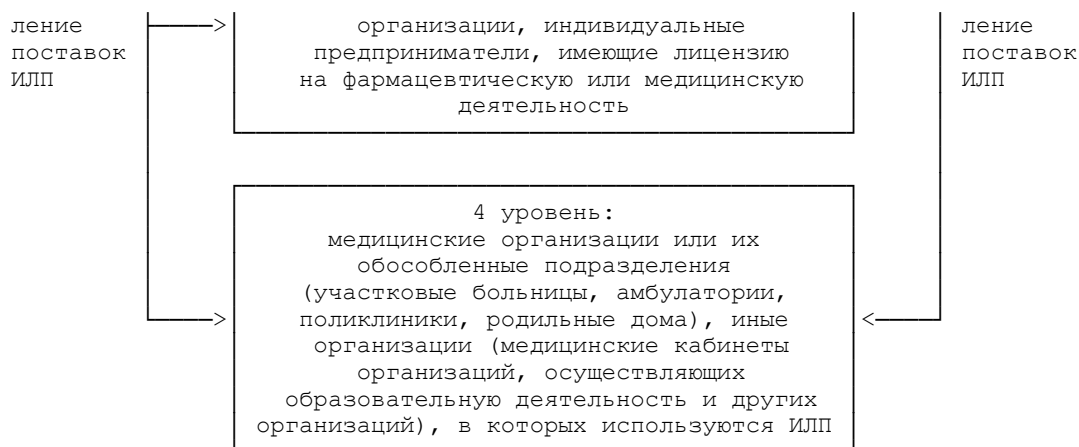 ление
поставок
ИЛП
организации, индивидуальные
предприниматели, имеющие лицензию
на фармацевтическую или медицинскую
деятельность
ление
поставок
ИЛП
4 уровень:
медицинские организации или их
обособленные подразделения
(участковые больницы, амбулатории,
поликлиники, родильные дома), иные
организации (медицинские кабинеты
организаций, осуществляющих
образовательную деятельность и других
организаций), в которых используются ИЛП